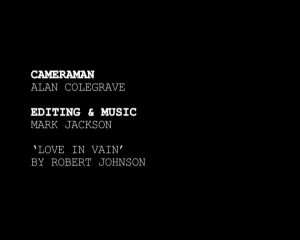 CAMERAMAN
ALAN COLEGRAVE
EDITING & MUSIC
MARK JACKSON
‘LOVE IN VAIN’
BY ROBERT JOHNSON